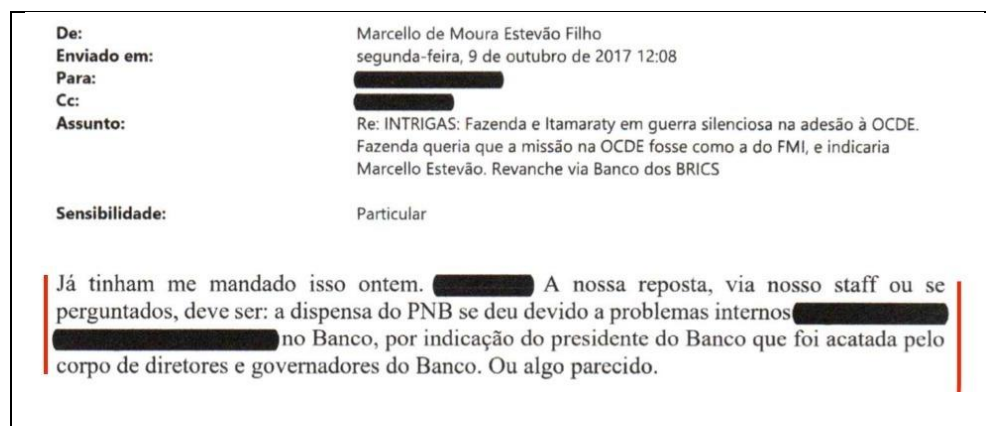 De: Marcello de Moura Estevão Filho
Enviado em: segunda-feira, 9 de outubro de 2017 12:08
Para:
Cc:
Assunto: Re: INTRIGAS: Fazenda e Itamaraty em guerra silenciosa na adesão à OCDE.
Fazenda queria que a missão na OCDE fosse como a do FMI, e indicaria
Marcello Estevão. Revanche via Banco dos BRICS
Sensibilidade: Particular
Já tinham me mandado isso ontem. A nossa reposta, via nosso staff ou se
perguntados, deve ser: a dispensa do PNB se deu devido a problemas internos
no Banco, por indicação do presidente do Banco que foi acatada pelo
corpo de diretores e governadores do Banco. Ou algo parecido.